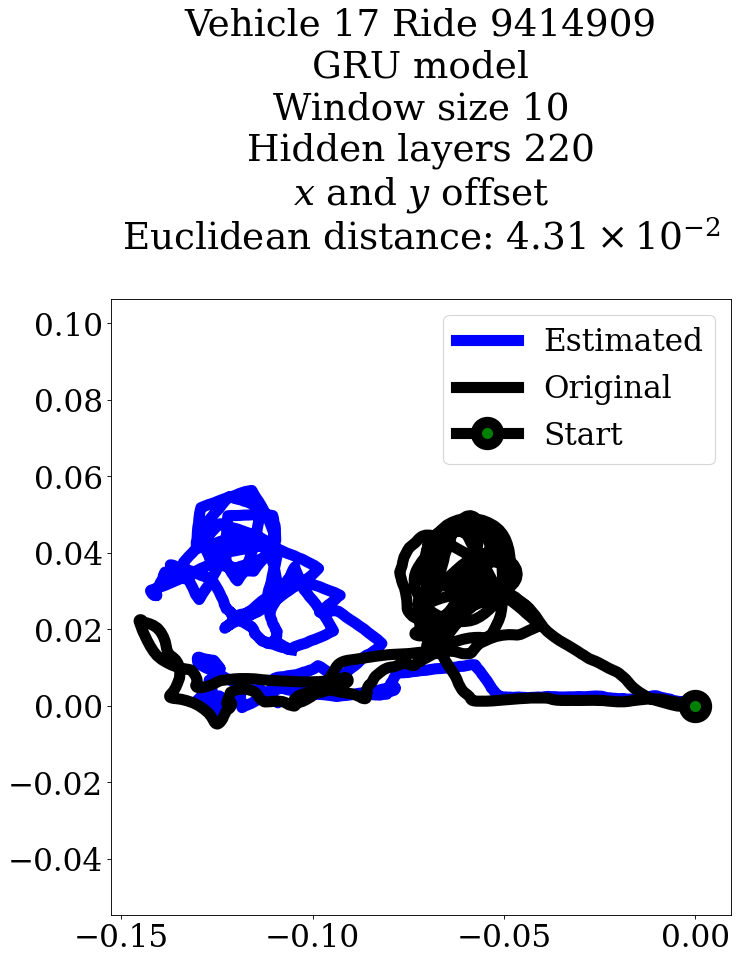 Vehicle 17 Ride 9414909
GRU model
Window size 10
Hidden layers 220
x and y offset
Euclidean distance: 4.31 × 10⁻²
Estimated
Original
Start
0.10
0.08
0.06
0.04
0.02
0.00
−0.02
−0.04
−0.15 −0.10 −0.05 0.00